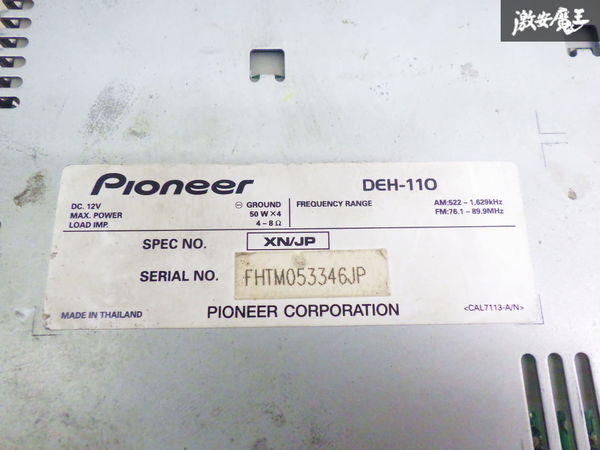 激安魔王
Pioneer DEH-110
DC. 12V ⊖ GROUND FREQUENCY RANGE AM:522 – 1,629kHz
MAX. POWER 50 W × 4 FM:76.1 – 89.9MHz
LOAD IMP. 4 – 8 Ω
SPEC NO. XN/JP
SERIAL NO. FHTM053346JP
MADE IN THAILAND PIONEER CORPORATION <CAL7113-A/N>